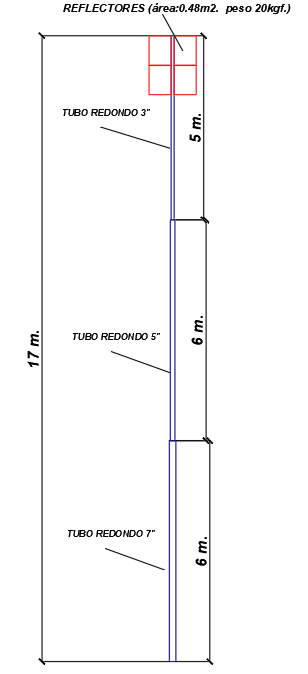 REFLECTORES (área:0.48m2. peso 20kgf.)
TUBO REDONDO 3"
5 m.
17 m.
TUBO REDONDO 5"
6 m.
TUBO REDONDO 7"
6 m.